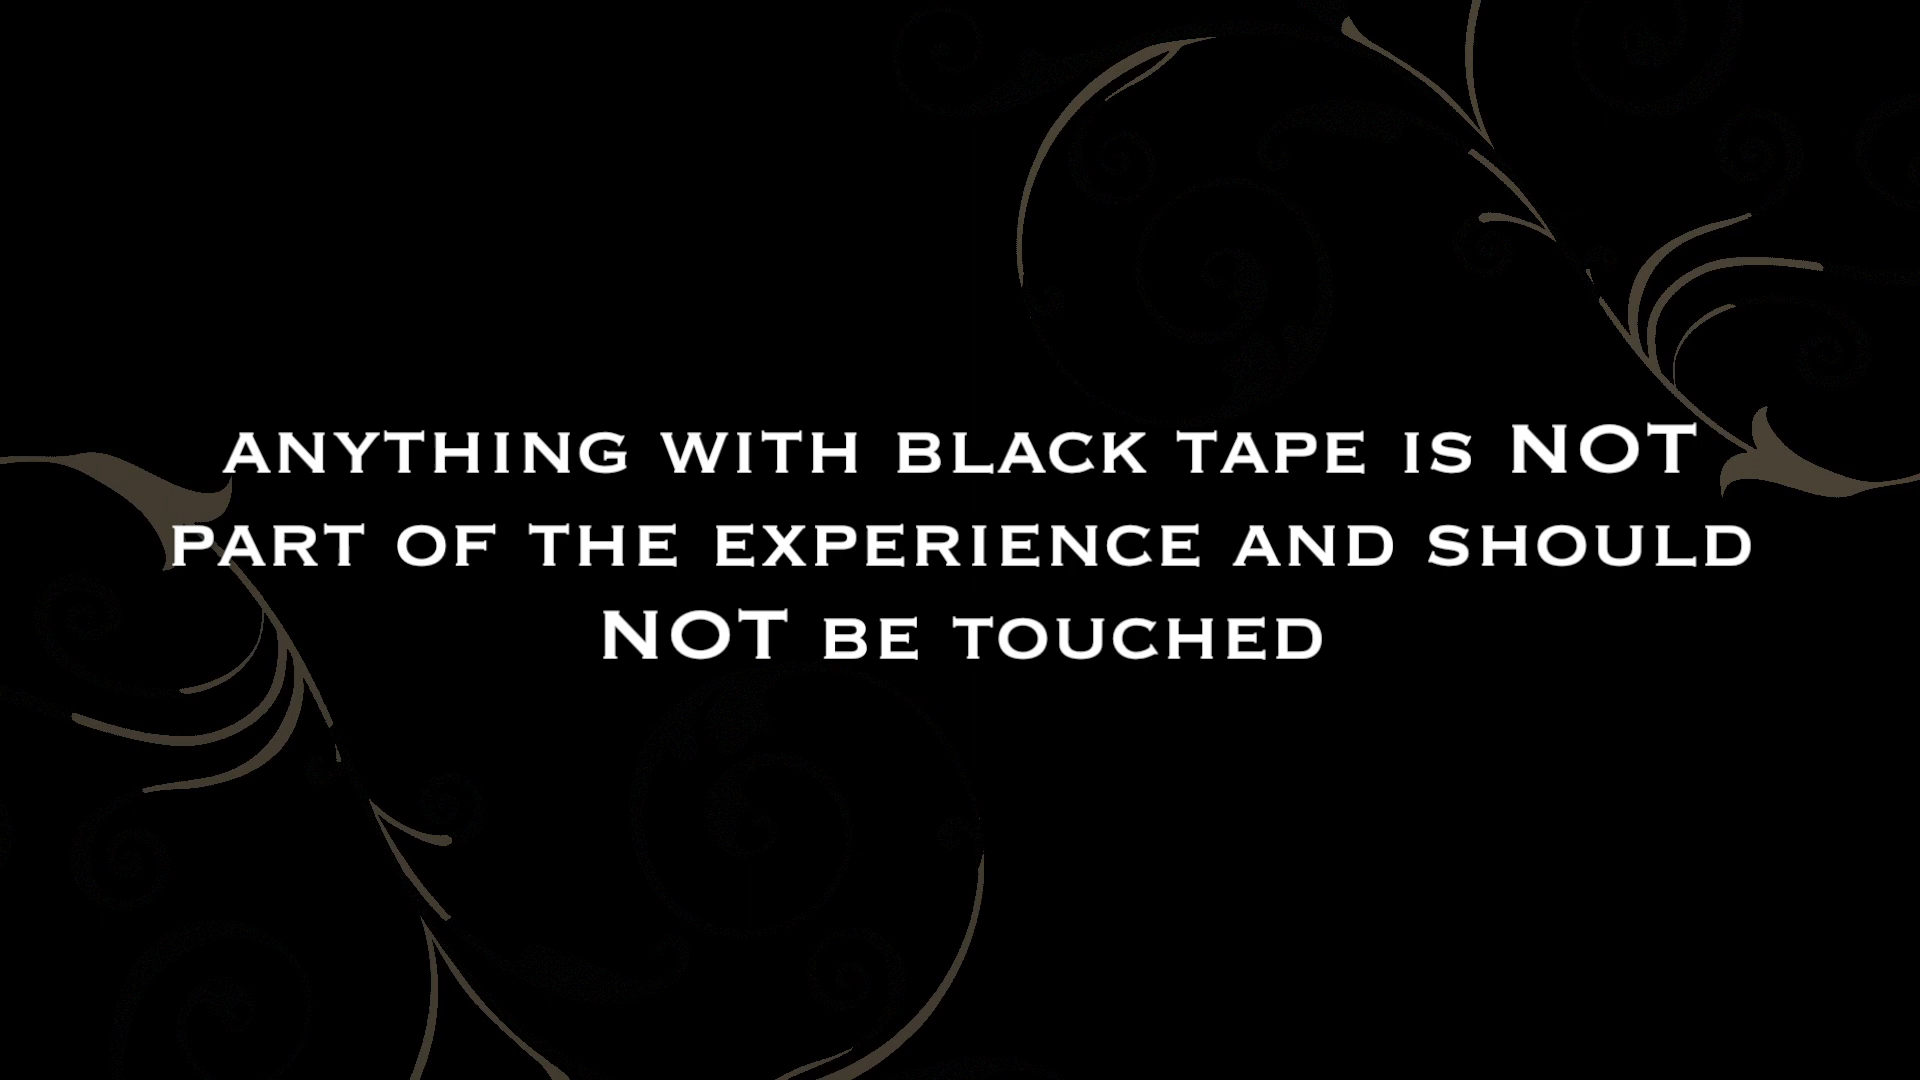 ANYTHING WITH BLACK TAPE IS NOT
PART OF THE EXPERIENCE AND SHOULD
NOT BE TOUCHED